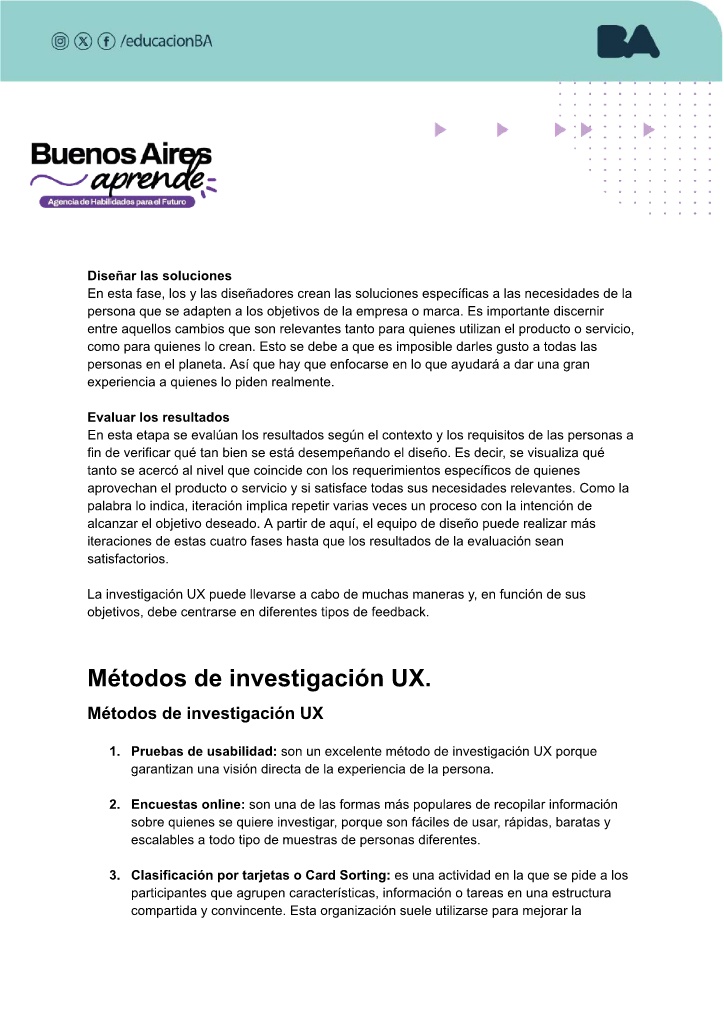 /educacionBA
BA
Buenos Aires
aprende
Agencia de Habilidades para el Futuro
Diseñar las soluciones
En esta fase, los y las diseñadores crean las soluciones específicas a las necesidades de la
persona que se adapten a los objetivos de la empresa o marca. Es importante discernir
entre aquellos cambios que son relevantes tanto para quienes utilizan el producto o servicio,
como para quienes lo crean. Esto se debe a que es imposible darles gusto a todas las
personas en el planeta. Así que hay que enfocarse en lo que ayudará a dar una gran
experiencia a quienes lo piden realmente.
Evaluar los resultados
En esta etapa se evalúan los resultados según el contexto y los requisitos de las personas a
fin de verificar qué tan bien se está desempeñando el diseño. Es decir, se visualiza qué
tanto se acercó al nivel que coincide con los requerimientos específicos de quienes
aprovechan el producto o servicio y si satisface todas sus necesidades relevantes. Como la
palabra lo indica, iteración implica repetir varias veces un proceso con la intención de
alcanzar el objetivo deseado. A partir de aquí, el equipo de diseño puede realizar más
iteraciones de estas cuatro fases hasta que los resultados de la evaluación sean
satisfactorios.
La investigación UX puede llevarse a cabo de muchas maneras y, en función de sus
objetivos, debe centrarse en diferentes tipos de feedback.
Métodos de investigación UX.
Métodos de investigación UX
1. Pruebas de usabilidad: son un excelente método de investigación UX porque
garantizan una visión directa de la experiencia de la persona.
2. Encuestas online: son una de las formas más populares de recopilar información
sobre quienes se quiere investigar, porque son fáciles de usar, rápidas, baratas y
escalables a todo tipo de muestras de personas diferentes.
3. Clasificación por tarjetas o Card Sorting: es una actividad en la que se pide a los
participantes que agrupen características, información o tareas en una estructura
compartida y convincente. Esta organización suele utilizarse para mejorar la